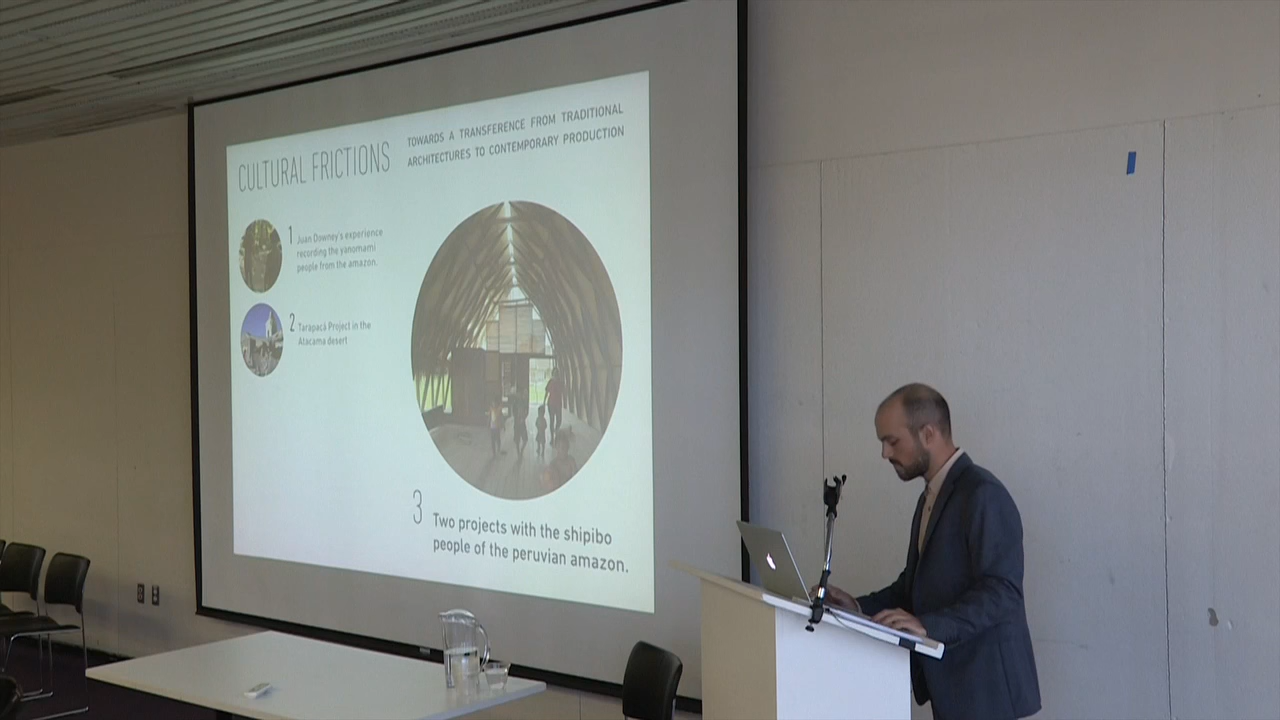 CULTURAL FRICTIONS
TOWARDS A TRANSFERENCE FROM TRADITIONAL
ARCHITECTURES TO CONTEMPORARY PRODUCTION
1
Juan Downey's experience
recording the yanomami
people from the amazon.
2
Tarapacá Project in the
Atacama desert
3
Two projects with the shipibo
people of the peruvian amazon.